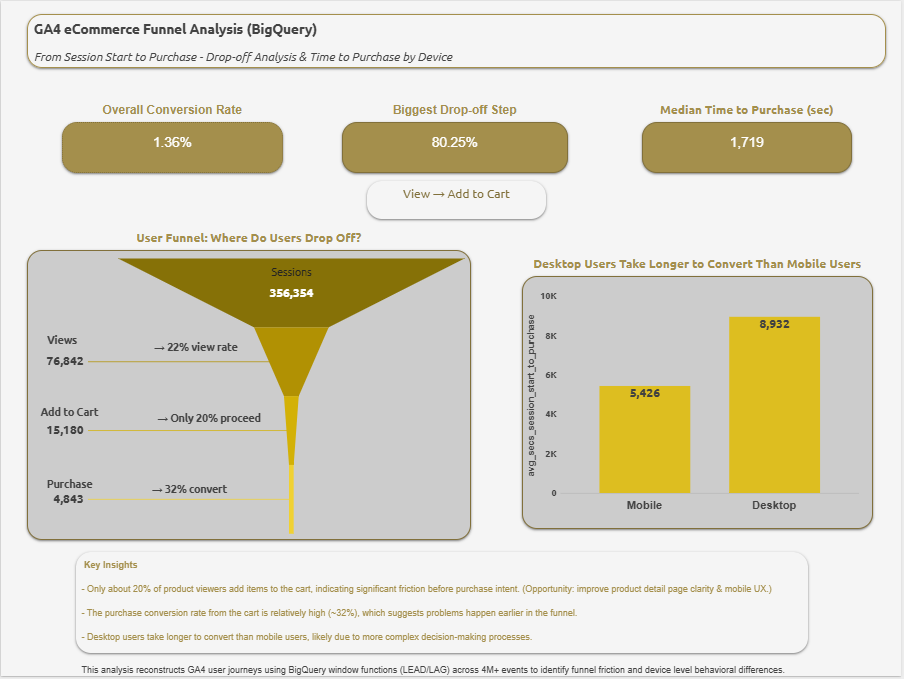 GA4 eCommerce Funnel Analysis (BigQuery)
From Session Start to Purchase - Drop-off Analysis & Time to Purchase by Device
Overall Conversion Rate
1.36%
Biggest Drop-off Step
80.25%
View → Add to Cart
Median Time to Purchase (sec)
1,719
User Funnel: Where Do Users Drop Off?
Sessions
356,354
Views
76,842
→ 22% view rate
Add to Cart
15,180
→ Only 20% proceed
Purchase
4,843
→ 32% convert
Desktop Users Take Longer to Convert Than Mobile Users
avg_secs_session_start_to_purchase
10K
8K
6K
4K
2K
0
5,426
8,932
Mobile
Desktop
Key Insights
- Only about 20% of product viewers add items to the cart, indicating significant friction before purchase intent. (Opportunity: improve product detail page clarity & mobile UX.)
- The purchase conversion rate from the cart is relatively high (~32%), which suggests problems happen earlier in the funnel.
- Desktop users take longer to convert than mobile users, likely due to more complex decision-making processes.
This analysis reconstructs GA4 user journeys using BigQuery window functions (LEAD/LAG) across 4M+ events to identify funnel friction and device level behavioral differences.